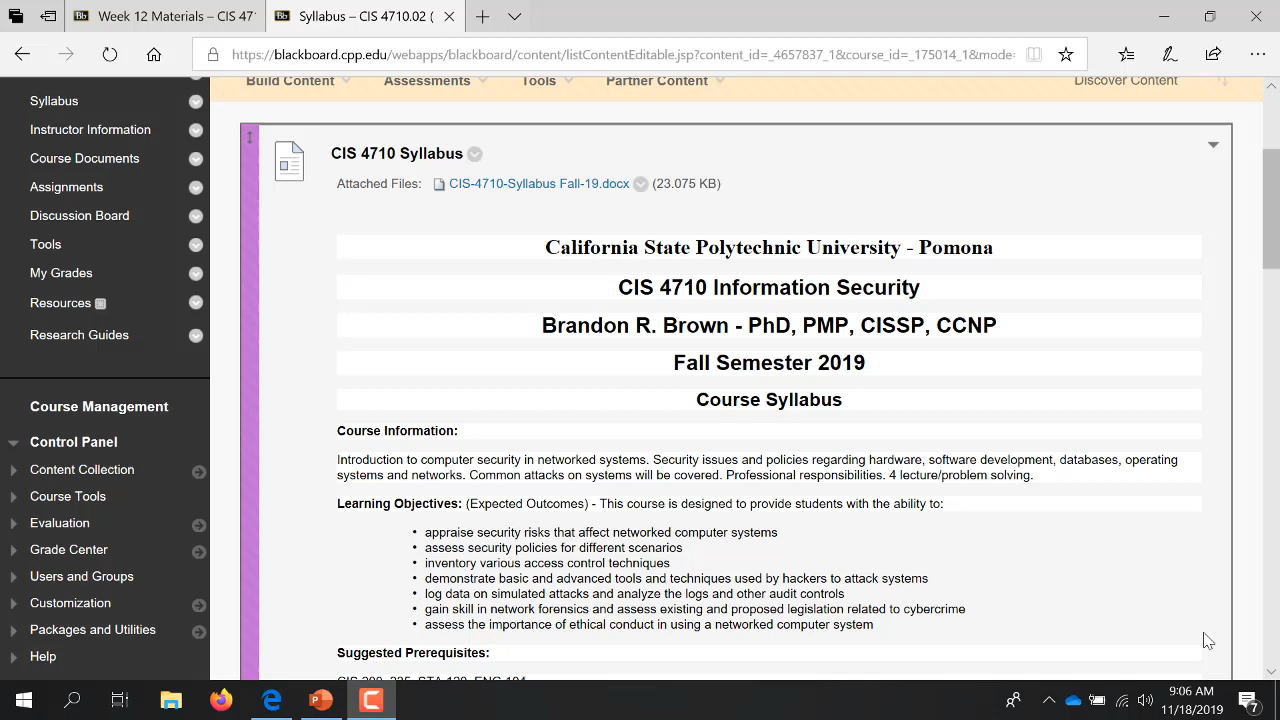 Week 12 Materials – CIS 47
Syllabus – CIS 4710.02 (
https://blackboard.cpp.edu/webapps/blackboard/content/listContentEditable.jsp?content_id=_4657837_1&course_id=_175014_1&mode=
Build Content
Assessments
Tools
Partner Content
Discover Content
Syllabus
Instructor Information
Course Documents
Assignments
Discussion Board
Tools
My Grades
Resources
Research Guides
Course Management
Control Panel
Content Collection
Course Tools
Evaluation
Grade Center
Users and Groups
Customization
Packages and Utilities
Help
CIS 4710 Syllabus
Attached Files: CIS-4710-Syllabus Fall-19.docx (23.075 KB)
California State Polytechnic University - Pomona
CIS 4710 Information Security
Brandon R. Brown - PhD, PMP, CISSP, CCNP
Fall Semester 2019
Course Syllabus
Course Information:
Introduction to computer security in networked systems. Security issues and policies regarding hardware, software development, databases, operating
systems and networks. Common attacks on systems will be covered. Professional responsibilities. 4 lecture/problem solving.
Learning Objectives: (Expected Outcomes) - This course is designed to provide students with the ability to:
• appraise security risks that affect networked computer systems
• assess security policies for different scenarios
• inventory various access control techniques
• demonstrate basic and advanced tools and techniques used by hackers to attack systems
• log data on simulated attacks and analyze the logs and other audit controls
• gain skill in network forensics and assess existing and proposed legislation related to cybercrime
• assess the importance of ethical conduct in using a networked computer system
Suggested Prerequisites:
9:06 AM
11/18/2019
7